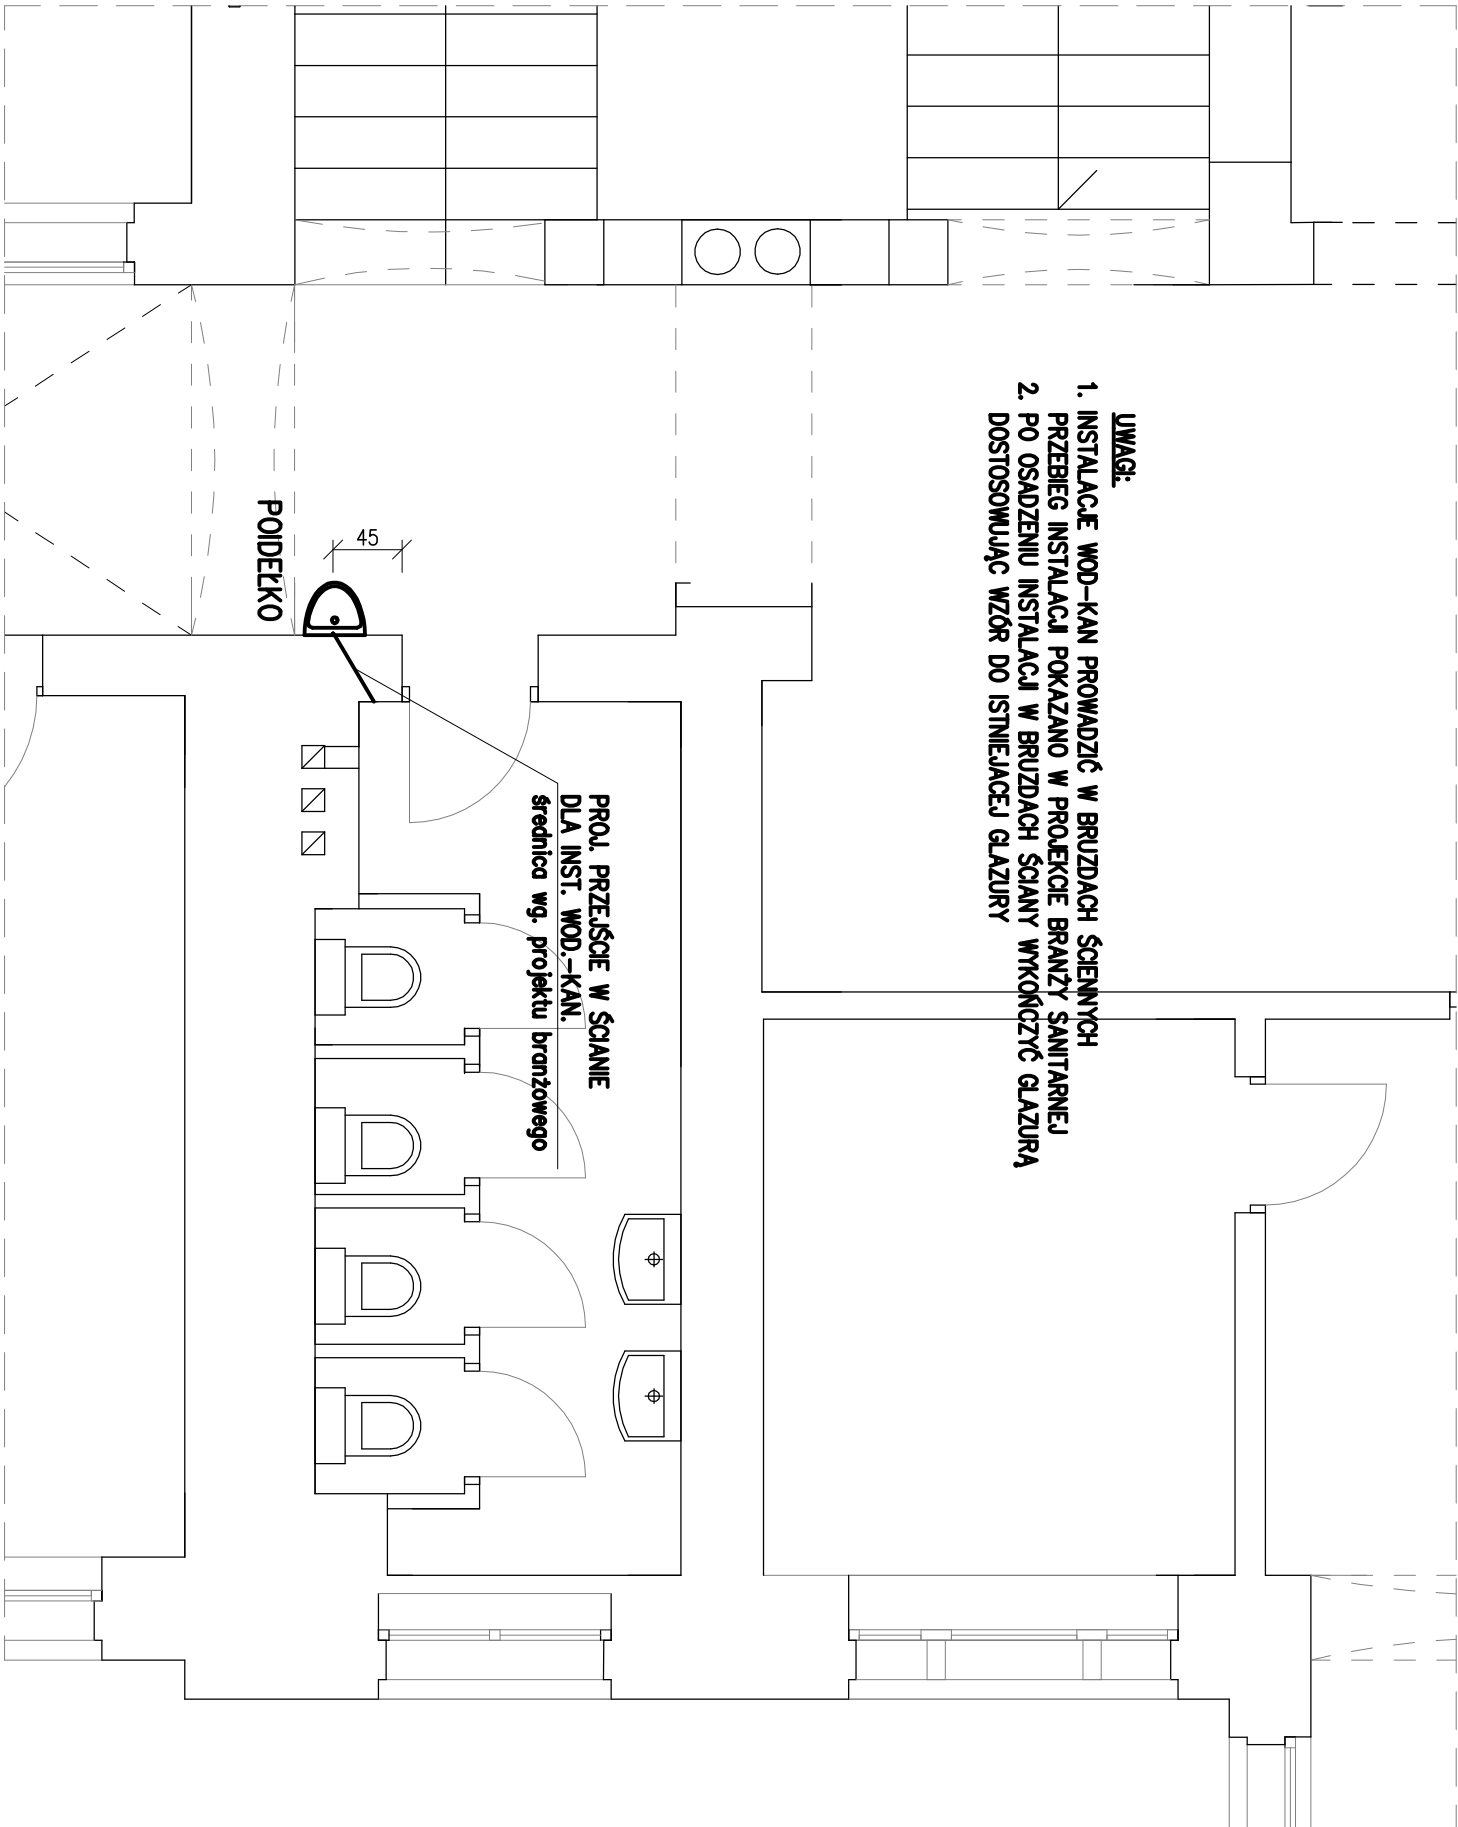 UWAGI:
1. INSTALACJE WOD-KAN PROWADZIĆ W BRUZDACH ŚCIENNYCH
PRZEBIEG INSTALACJI POKAZANO W PROJEKCIE BRANŻY SANITARNEJ
2. PO OSADZENIU INSTALACJI W BRUZDACH ŚCIANY WYKOŃCZYĆ GLAZURĄ
DOSTOSOWUJĄC WZÓR DO ISTNIEJACEJ GLAZURY
PROJ. PRZEJŚCIE W ŚCIANIE
DLA INST. WOD.-KAN.
średnica wg. projektu branżowego
45
POIDEŁKO